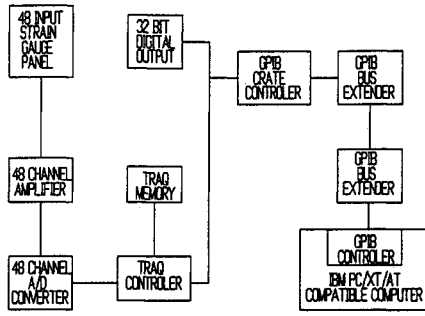 48 INPUT
STRAIN
GAUGE
PANEL
32 BIT
DIGITAL
OUTPUT
GPIB
CRATE
CONTROLER
GPIB
BUS
EXTENDER
48 CHANNEL
AMPLIFIER
TRAQ
MEMORY
GPIB
BUS
EXTENDER
48 CHANNEL
A/D
CONVERTER
TRAQ
CONTROLER
GPIB
CONTROLER
IBM PC/XT/AT
COMPATIBLE COMPUTER